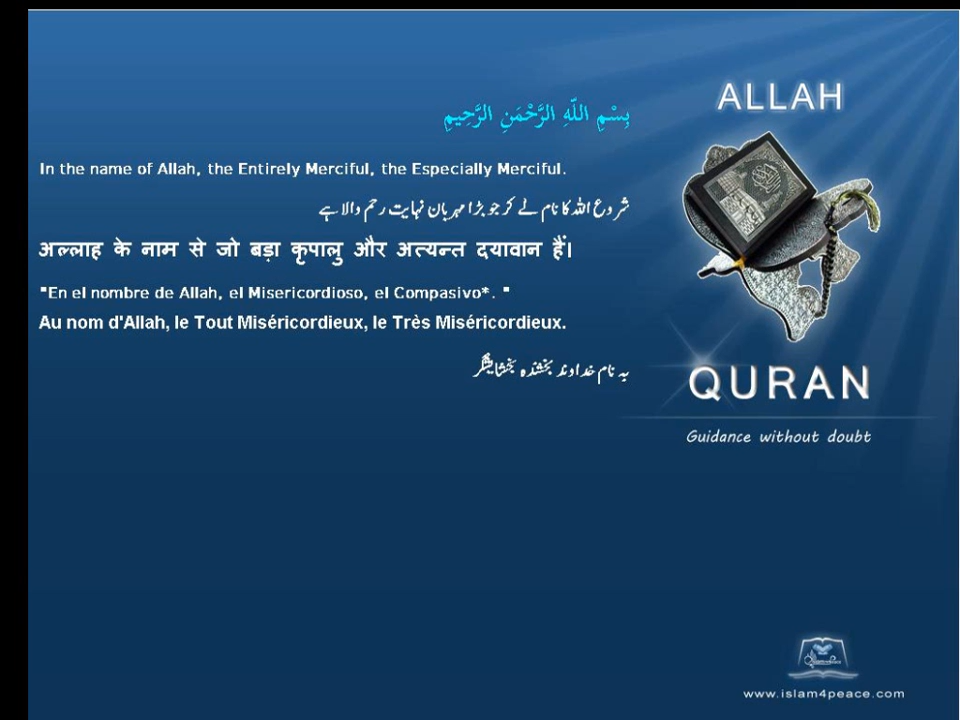 بِسْمِ اللَّهِ الرَّحْمَنِ الرَّحِيمِ
In the name of Allah, the Entirely Merciful, the Especially Merciful.
شروع اللہ کا نام لے کر جو بڑا مہربان نہایت رحم والا ہے
अल्लाह के नाम से जो बड़ा कृपालु और अत्यन्त दयावान हैं।
"En el nombre de Allah, el Misericordioso, el Compasivo*. "
Au nom d'Allah, le Tout Miséricordieux, le Très Miséricordieux.
به نام خداوند بخشنده بخشایشگر
ALLAH
QURAN
Guidance without doubt
www.islam4peace.com